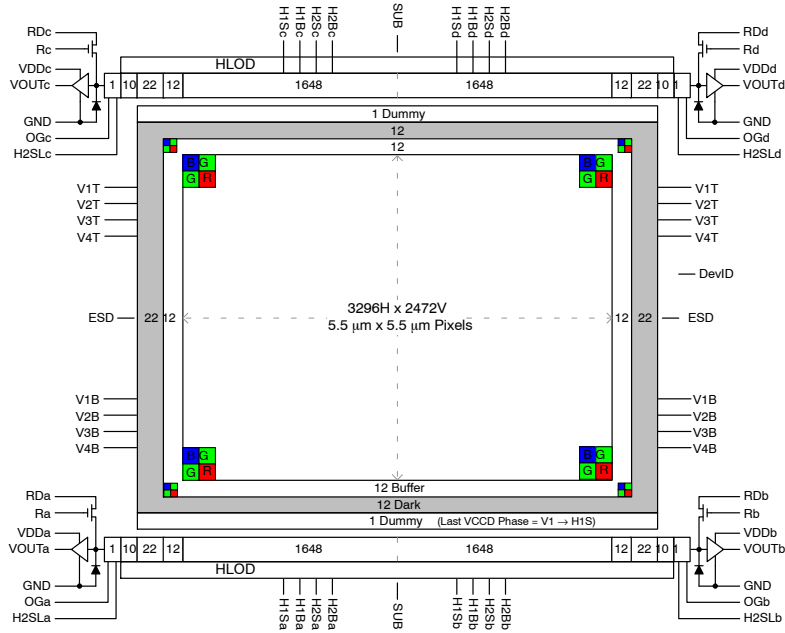 H1Sc
H1Bc
H2Sc
H2Bc
SUB
H1Sd
H1Bd
H2Sd
H2Bd
RDc
Rc
VDDc
VOUTc
GND
OGc
H2SLc
RDd
Rd
VDDd
VOUTd
GND
OGd
H2SLd
HLOD
1 10 22 12 1648 1648 12 22 10 1
1 Dummy
12
12
B G
G R
B G
G R
V1T
V2T
V3T
V4T
V1T
V2T
V3T
V4T
DevID
ESD
22 12
3296H x 2472V
5.5 μm x 5.5 μm Pixels
12 22
ESD
V1B
V2B
V3B
V4B
V1B
V2B
V3B
V4B
B G
G R
B G
G R
12 Buffer
12 Dark
1 Dummy (Last VCCD Phase = V1 → H1S)
RDa
Ra
VDDa
VOUTa
GND
OGa
H2SLa
RDb
Rb
VDDb
VOUTb
GND
OGb
H2SLb
1 10 22 12 1648 1648 12 22 10 1
HLOD
H1Sa
H1Ba
H2Sa
H2Ba
SUB
H1Sb
H1Bb
H2Sb
H2Bb